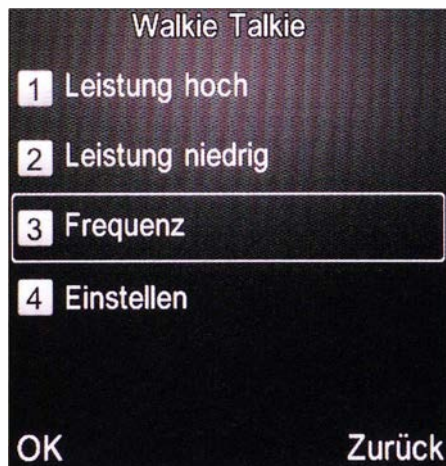 Walkie Talkie
1 Leistung hoch
2 Leistung niedrig
3 Frequenz
4 Einstellen
OK Zurück